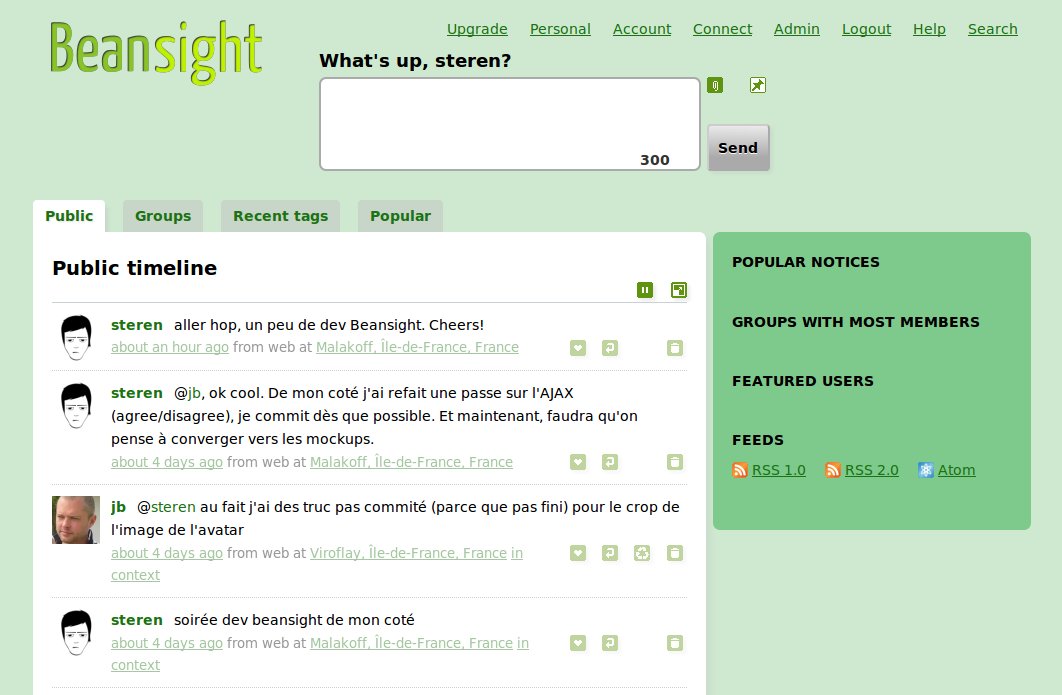 Beansight
Upgrade Personal Account Connect Admin Logout Help Search
What's up, steren?
300
Send
Public Groups Recent tags Popular
Public timeline
steren aller hop, un peu de dev Beansight. Cheers!
about an hour ago from web at Malakoff, Île-de-France, France
steren @jb, ok cool. De mon coté j'ai refait une passe sur l'AJAX
(agree/disagree), je commit dès que possible. Et maintenant, faudra qu'on
pense à converger vers les mockups.
about 4 days ago from web at Malakoff, Île-de-France, France
jb @steren au fait j'ai des truc pas commité (parce que pas fini) pour le crop de
l'image de l'avatar
about 4 days ago from web at Viroflay, Île-de-France, France in
context
steren soirée dev beansight de mon coté
about 4 days ago from web at Malakoff, Île-de-France, France in
context
POPULAR NOTICES
GROUPS WITH MOST MEMBERS
FEATURED USERS
FEEDS
RSS 1.0 RSS 2.0 Atom